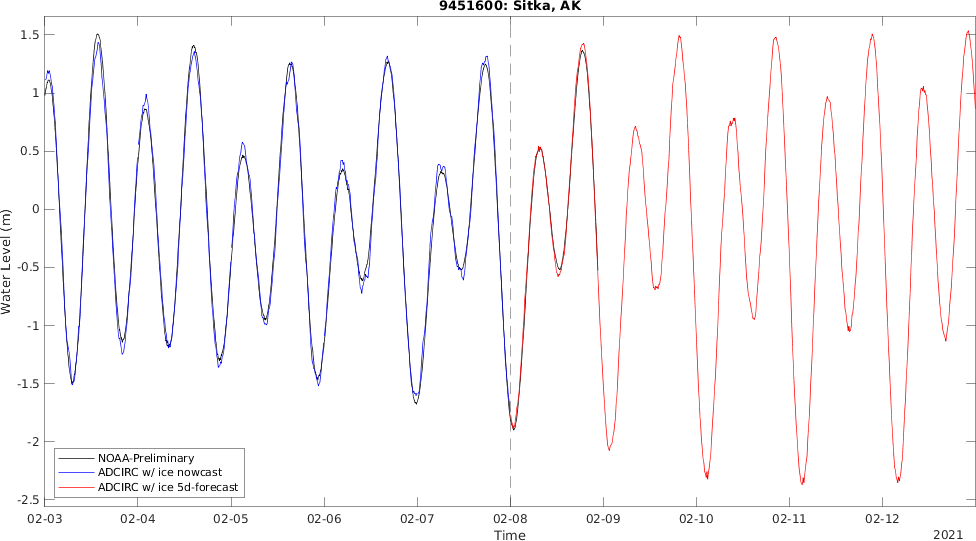 9451600: Sitka, AK
1.5
1
0.5
0
-0.5
-1
-1.5
-2
-2.5
Water Level (m)
NOAA-Preliminary
ADCIRC w/ ice nowcast
ADCIRC w/ ice 5d-forecast
02-03 02-04 02-05 02-06 02-07 02-08 02-09 02-10 02-11 02-12
Time
2021